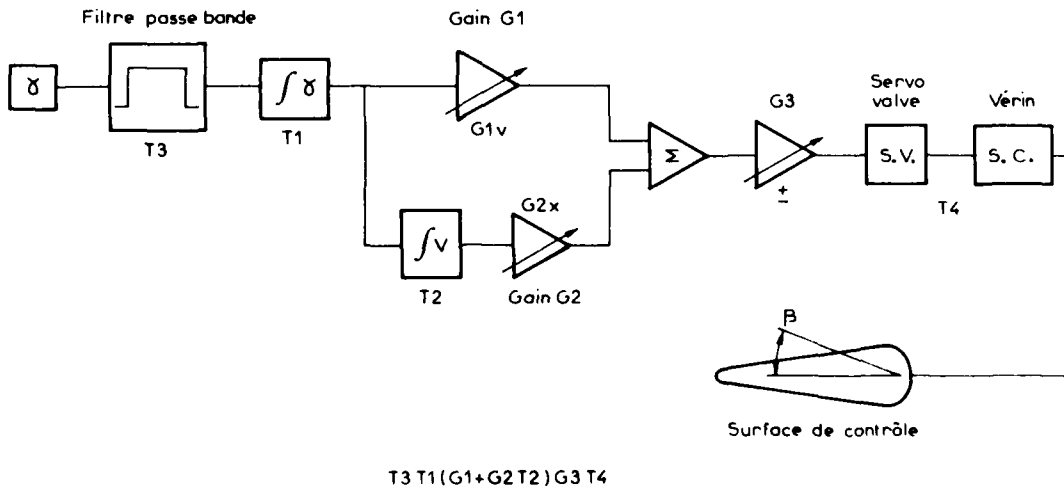 Filtre passe bande
Gain G1
ɣ
∫ ɣ
T3
T1
G1v
Σ
G3
±
Servo
valve
S.V.
Vérin
S.C.
T4
∫ v
T2
G2x
Gain G2
β
Surface de contrôle
T3 T1 (G1+G2 T2) G3 T4